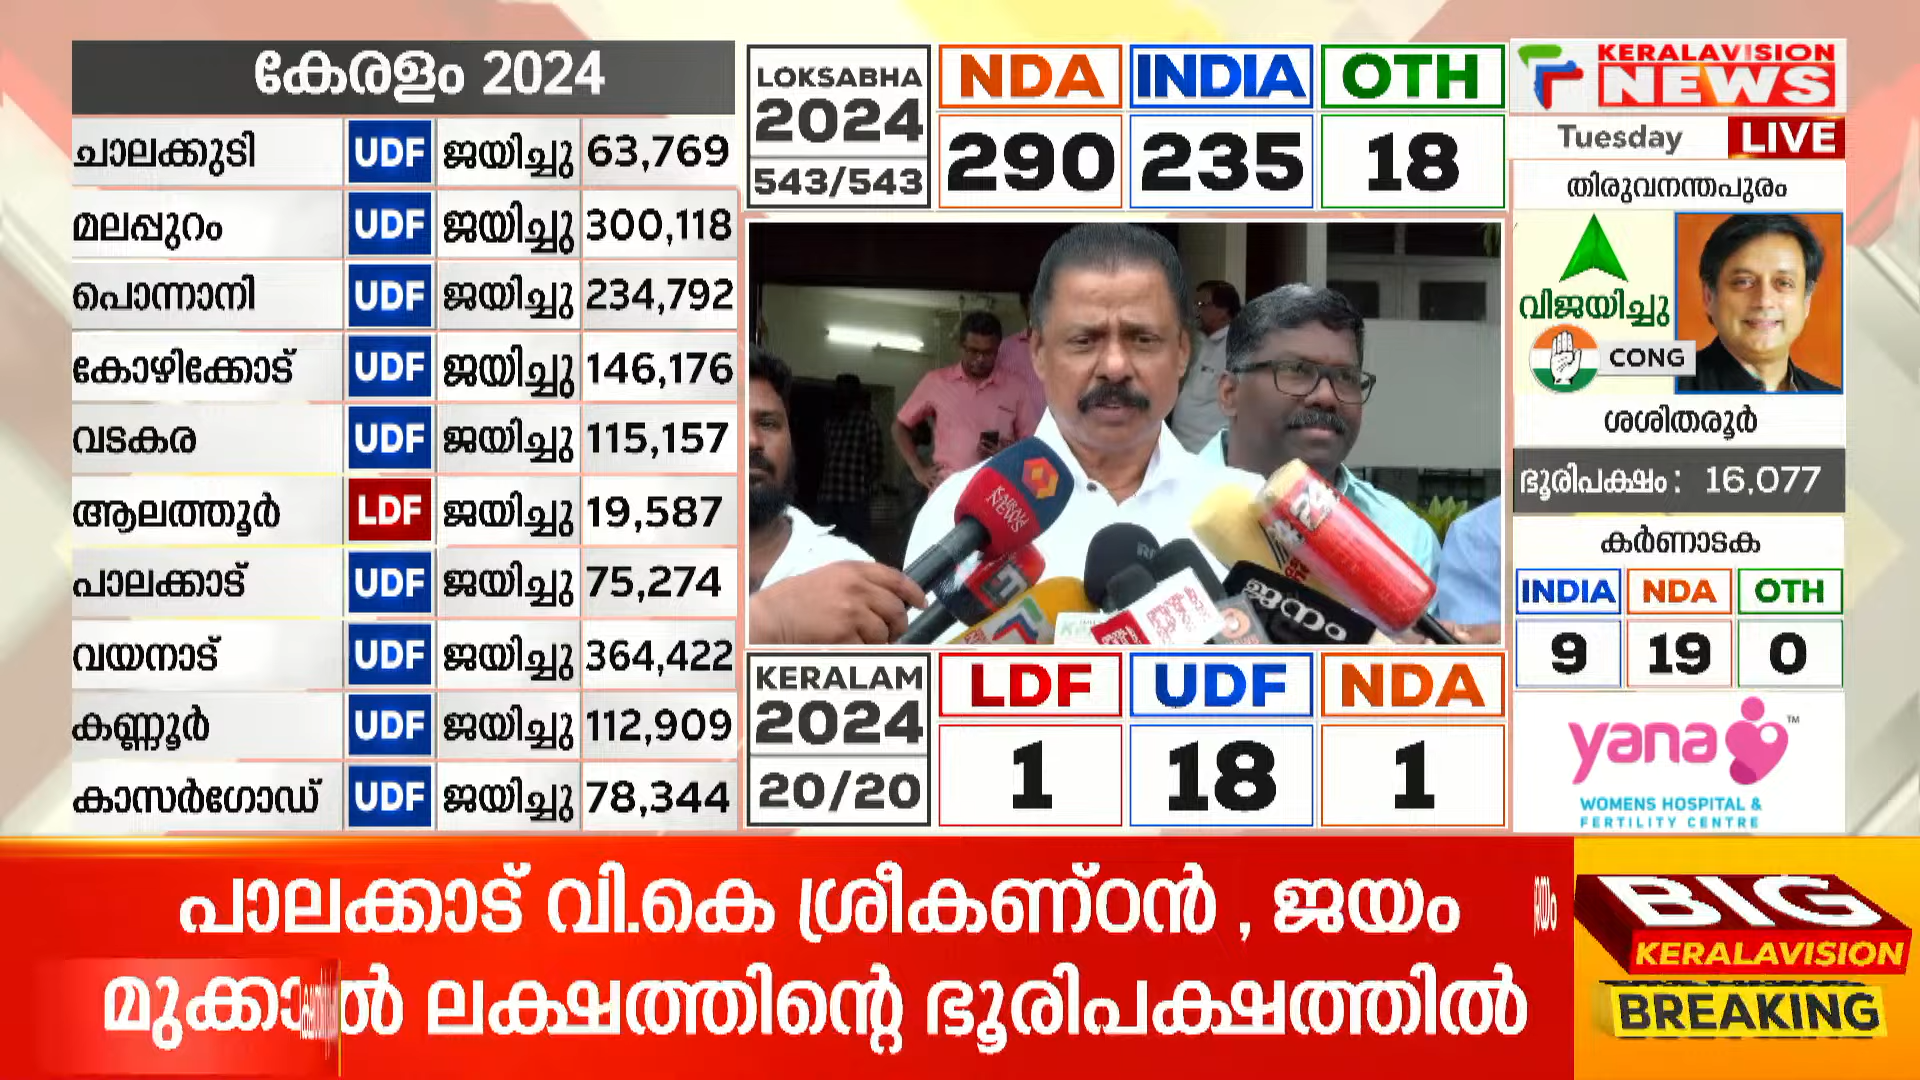 കേരളം 2024
ചാലക്കുടി UDF ജയിച്ചു 63,769
മലപ്പുറം UDF ജയിച്ചു 300,118
പൊന്നാനി UDF ജയിച്ചു 234,792
കോഴിക്കോട് UDF ജയിച്ചു 146,176
വടകര UDF ജയിച്ചു 115,157
ആലത്തൂർ LDF ജയിച്ചു 19,587
പാലക്കാട് UDF ജയിച്ചു 75,274
വയനാട് UDF ജയിച്ചു 364,422
കണ്ണൂർ UDF ജയിച്ചു 112,909
കാസർഗോഡ് UDF ജയിച്ചു 78,344
LOKSABHA
2024
543/543
NDA INDIA OTH
290 235 18
KAIRALI
NEWS
24
ജനം
KERALAM
2024
20/20
LDF UDF NDA
1 18 1
KERALAVISION
NEWS
Tuesday LIVE
തിരുവനന്തപുരം
വിജയിച്ചു
CONG
ശശിതരൂർ
ഭൂരിപക്ഷം: 16,077
കർണാടക
INDIA NDA OTH
9 19 0
yana ™
WOMENS HOSPITAL &
FERTILITY CENTRE
പാലക്കാട് വി.കെ ശ്രീകണ്ഠൻ , ജയം
മുക്കാൽ ലക്ഷത്തിന്റെ ഭൂരിപക്ഷത്തിൽ
BIG
KERALAVISION
BREAKING